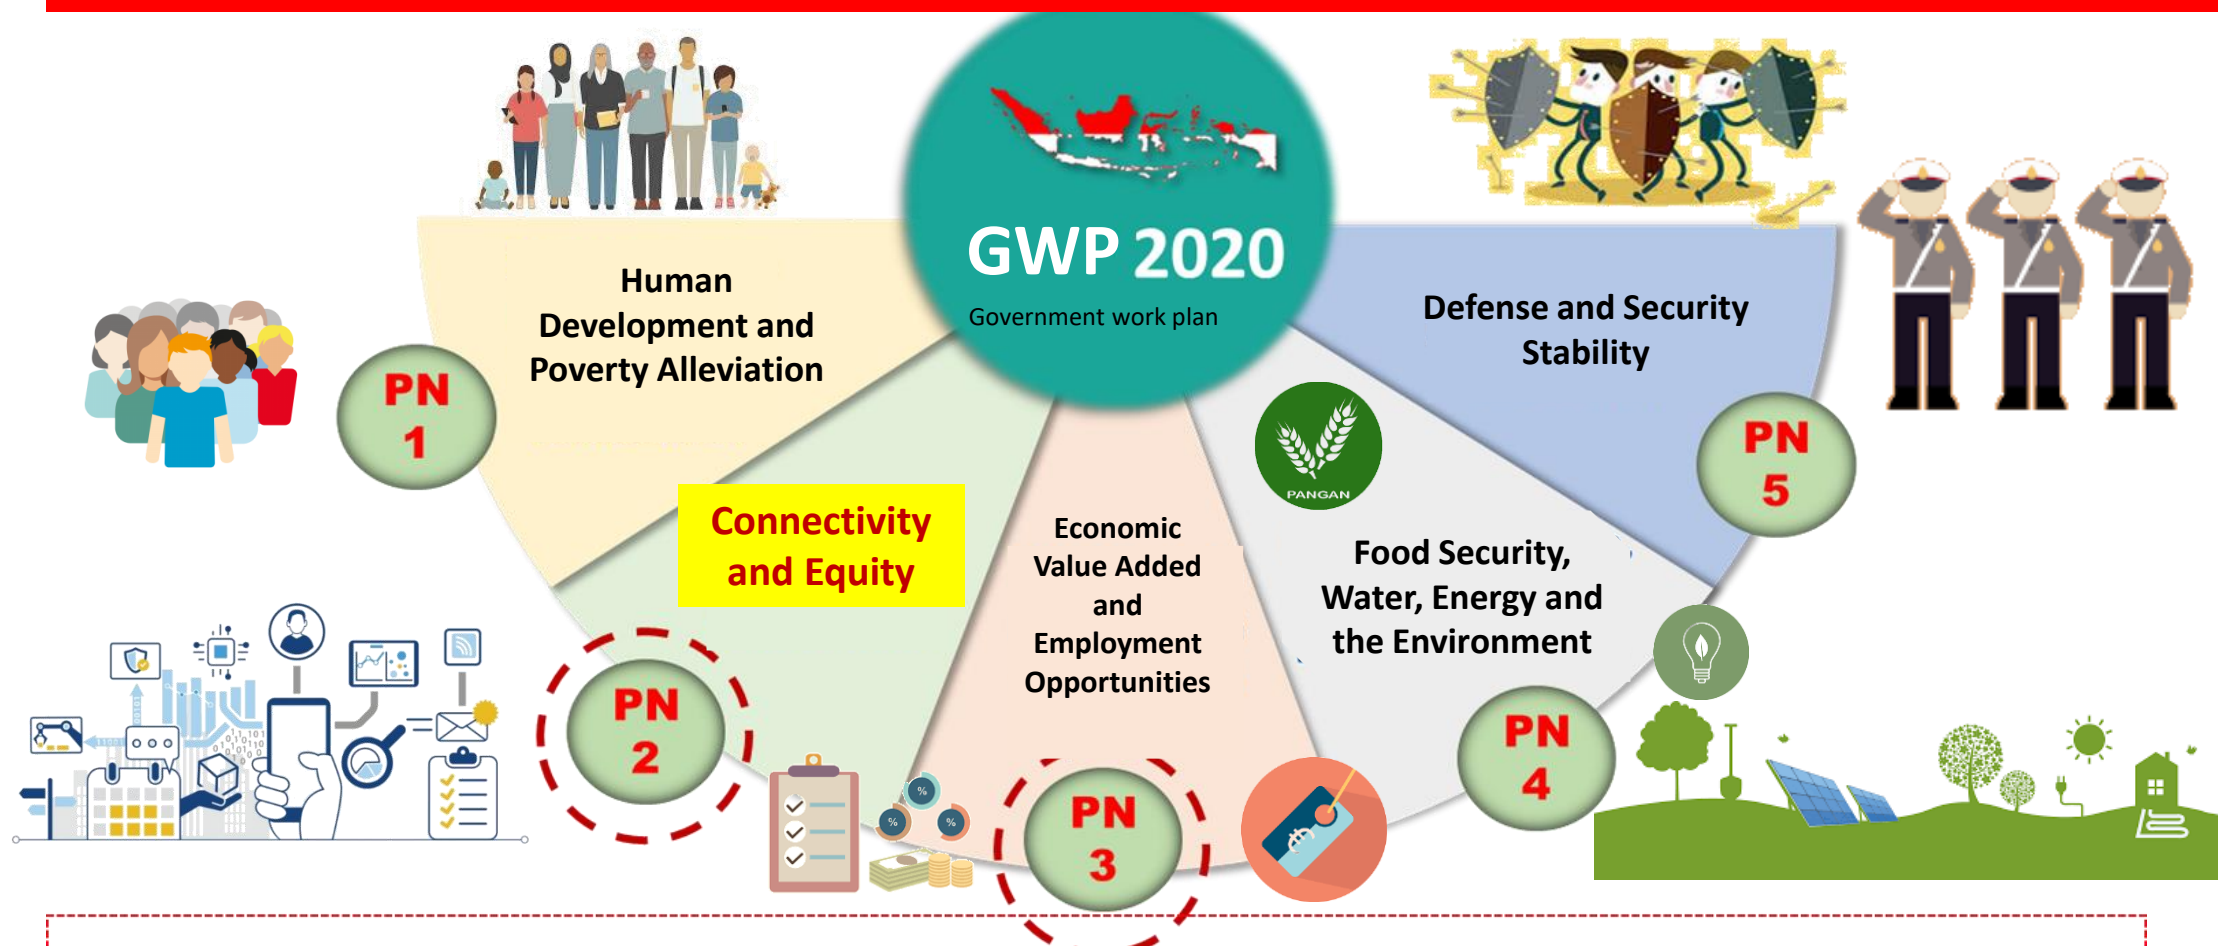 GWP 2020
Government work plan
Human
Development and
Poverty Alleviation
PN
1
Connectivity
and Equity
PN
2
Economic
Value Added
and
Employment
Opportunities
PN
3
PANGAN
Food Security,
Water, Energy and
the Environment
PN
4
Defense and Security
Stability
PN
5
%
%
%